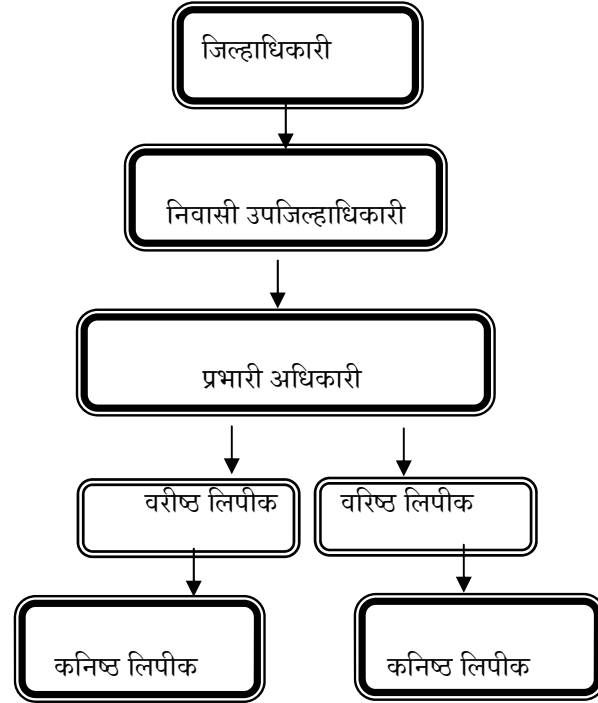 जिल्हाधिकारी
निवासी उपजिल्हाधिकारी
प्रभारी अधिकारी
वरीष्ठ लिपीक
वरिष्ठ लिपीक
कनिष्ठ लिपीक
कनिष्ठ लिपीक